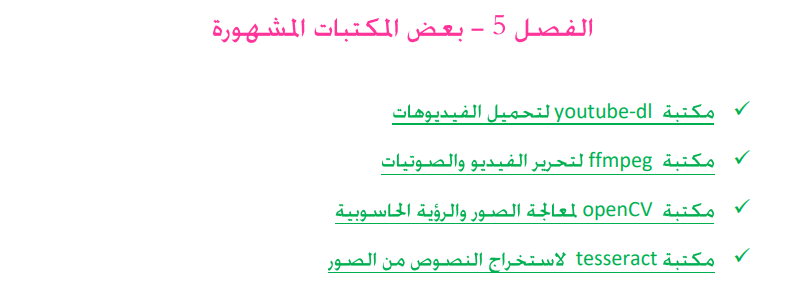 الفصل 5 – بعض المكتبات المشهورة
✓ مكتبة youtube-dl لتحميل الفيديوهات
✓ مكتبة ffmpeg لتحرير الفيديو والصوتيات
✓ مكتبة openCV لمعالجة الصور والرؤية الحاسوبية
✓ مكتبة tesseract لاستخراج النصوص من الصور